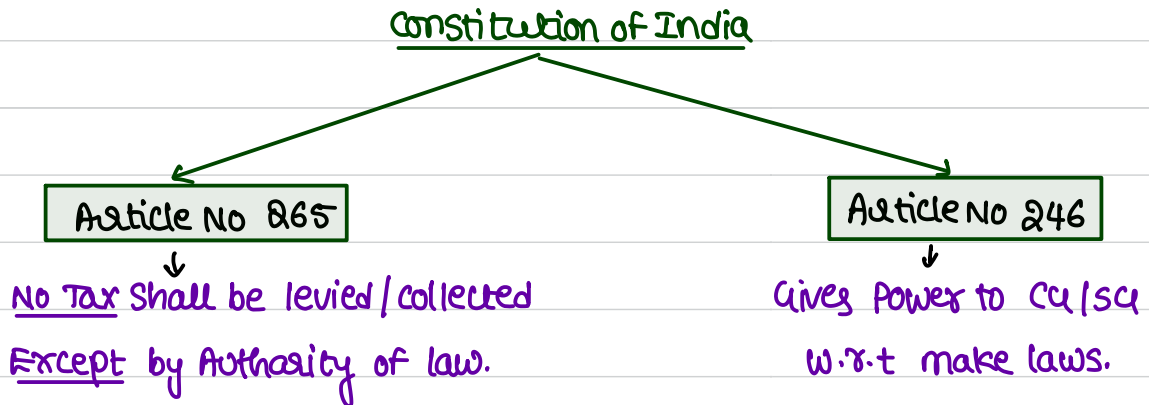 Constitution of India
Article No 265
Article No 246
No Tax Shall be levied/collected
Gives Power to CG/SG
Except by Authority of law.
w.r.t make laws.